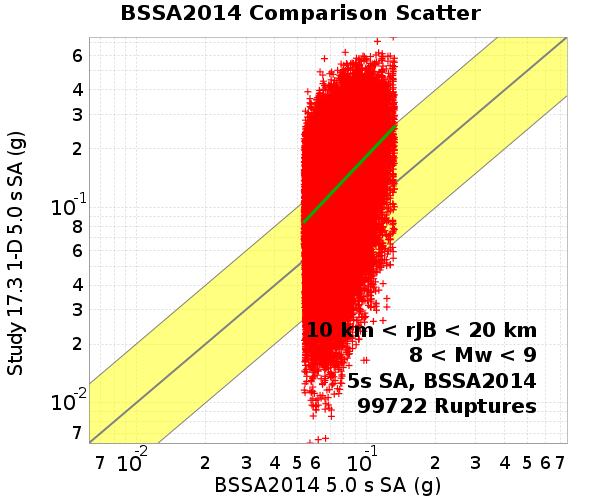 BSSA2014 Comparison Scatter
Study 17.3 1-D 5.0 s SA (g)
6
4
3
2
10-1
8
6
4
3
2
10-2
7
10 km < rJB < 20 km
8 < Mw < 9
5s SA, BSSA2014
99722 Ruptures
7 10-2 2 3 4 5 6 10-1 2 3 4 5 6 7
BSSA2014 5.0 s SA (g)